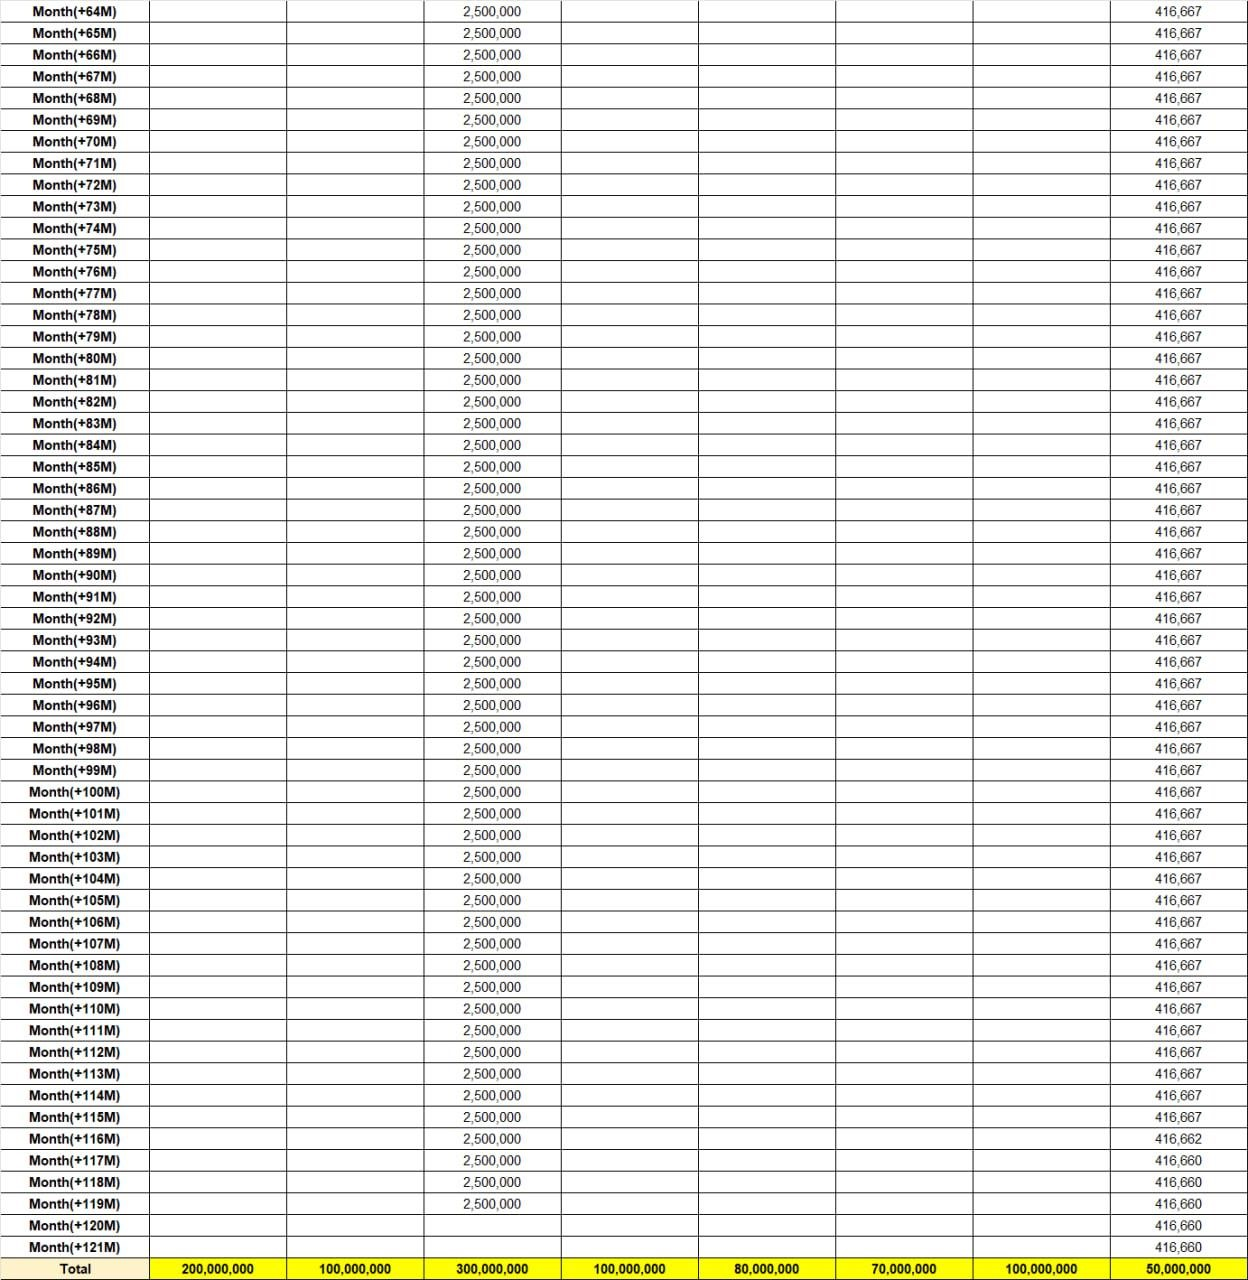 Month(+64M) 2,500,000 416,667
Month(+65M) 2,500,000 416,667
Month(+66M) 2,500,000 416,667
Month(+67M) 2,500,000 416,667
Month(+68M) 2,500,000 416,667
Month(+69M) 2,500,000 416,667
Month(+70M) 2,500,000 416,667
Month(+71M) 2,500,000 416,667
Month(+72M) 2,500,000 416,667
Month(+73M) 2,500,000 416,667
Month(+74M) 2,500,000 416,667
Month(+75M) 2,500,000 416,667
Month(+76M) 2,500,000 416,667
Month(+77M) 2,500,000 416,667
Month(+78M) 2,500,000 416,667
Month(+79M) 2,500,000 416,667
Month(+80M) 2,500,000 416,667
Month(+81M) 2,500,000 416,667
Month(+82M) 2,500,000 416,667
Month(+83M) 2,500,000 416,667
Month(+84M) 2,500,000 416,667
Month(+85M) 2,500,000 416,667
Month(+86M) 2,500,000 416,667
Month(+87M) 2,500,000 416,667
Month(+88M) 2,500,000 416,667
Month(+89M) 2,500,000 416,667
Month(+90M) 2,500,000 416,667
Month(+91M) 2,500,000 416,667
Month(+92M) 2,500,000 416,667
Month(+93M) 2,500,000 416,667
Month(+94M) 2,500,000 416,667
Month(+95M) 2,500,000 416,667
Month(+96M) 2,500,000 416,667
Month(+97M) 2,500,000 416,667
Month(+98M) 2,500,000 416,667
Month(+99M) 2,500,000 416,667
Month(+100M) 2,500,000 416,667
Month(+101M) 2,500,000 416,667
Month(+102M) 2,500,000 416,667
Month(+103M) 2,500,000 416,667
Month(+104M) 2,500,000 416,667
Month(+105M) 2,500,000 416,667
Month(+106M) 2,500,000 416,667
Month(+107M) 2,500,000 416,667
Month(+108M) 2,500,000 416,667
Month(+109M) 2,500,000 416,667
Month(+110M) 2,500,000 416,667
Month(+111M) 2,500,000 416,667
Month(+112M) 2,500,000 416,667
Month(+113M) 2,500,000 416,667
Month(+114M) 2,500,000 416,667
Month(+115M) 2,500,000 416,667
Month(+116M) 2,500,000 416,662
Month(+117M) 2,500,000 416,660
Month(+118M) 2,500,000 416,660
Month(+119M) 2,500,000 416,660
Month(+120M) 416,660
Month(+121M) 416,660
Total 200,000,000 100,000,000 300,000,000 100,000,000 80,000,000 70,000,000 100,000,000 50,000,000